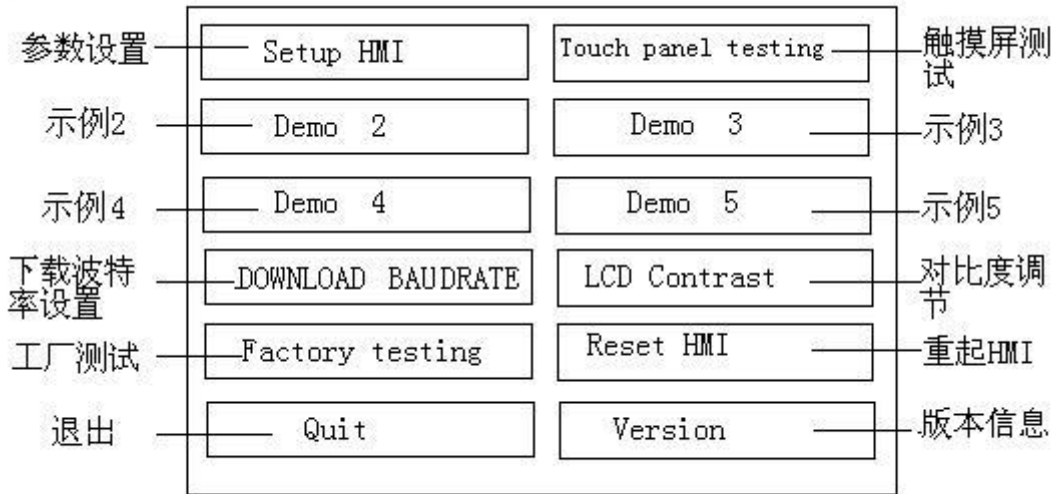 参数设置
Setup HMI
Touch panel testing
触摸屏测
试
示例2
Demo 2
Demo 3
示例3
示例4
Demo 4
Demo 5
示例5
下载波特
率设置
DOWNLOAD BAUDRATE
LCD Contrast
对比度调
节
工厂测试
Factory testing
Reset HMI
重起HMI
退出
Quit
Version
版本信息